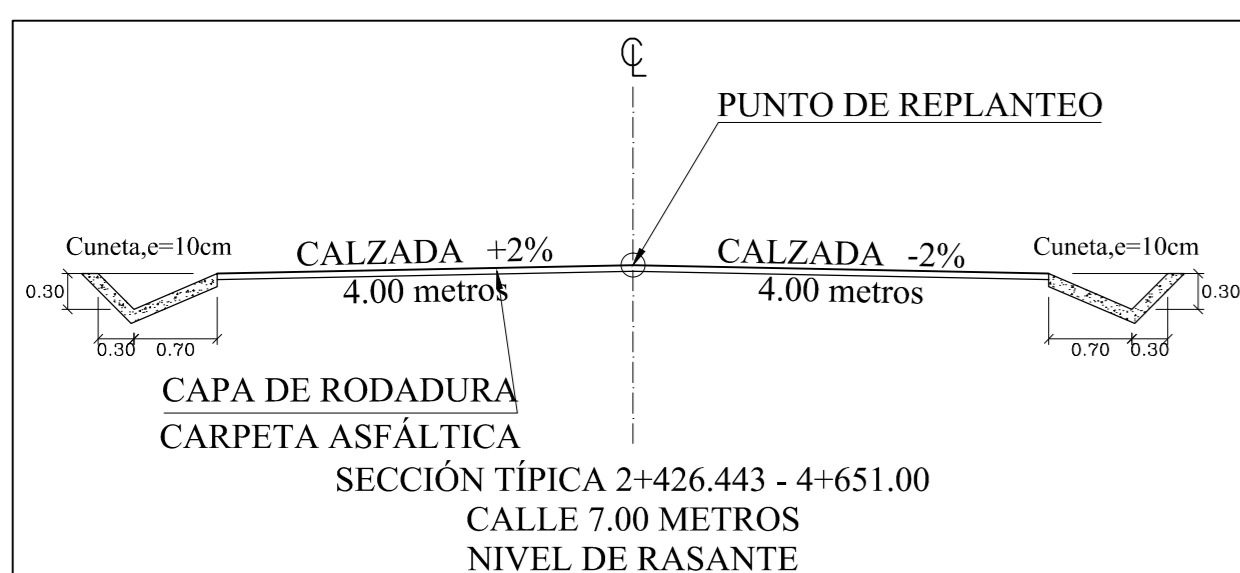 ℄
PUNTO DE REPLANTEO
Cuneta,e=10cm
CALZADA +2%
CALZADA -2%
Cuneta,e=10cm
4.00 metros
4.00 metros
0.30
0.30
0.30
0.70
0.70
0.30
CAPA DE RODADURA
CARPETA ASFÁLTICA
SECCIÓN TÍPICA 2+426.443 - 4+651.00
CALLE 7.00 METROS
NIVEL DE RASANTE